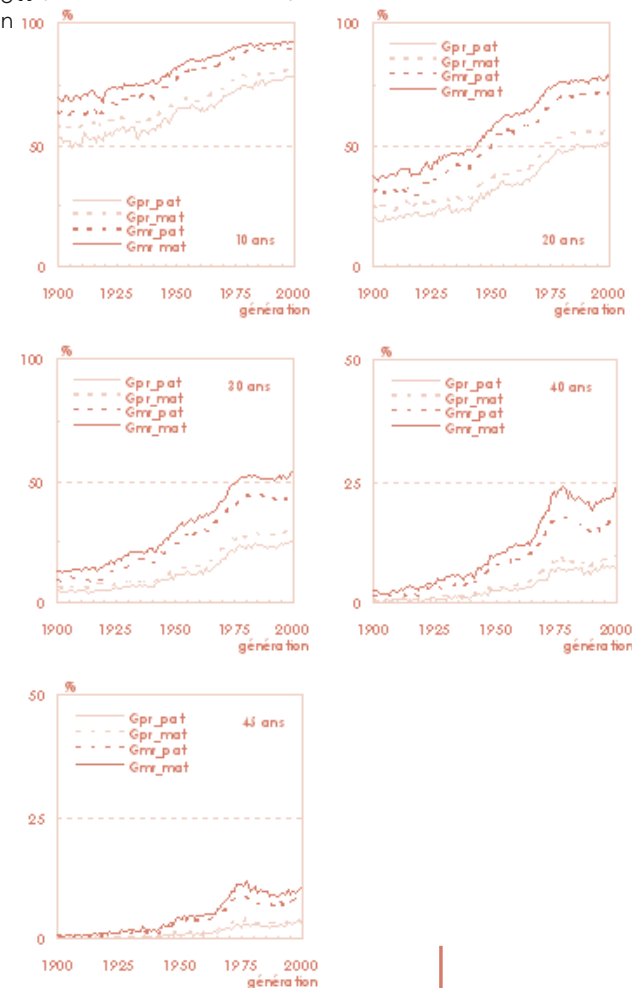 n
%
100
50
0
Gpr_pat
Gpr_mat
Gmr_pat
Gmr mat
10 ans
1900 1925 1950 1975 2000
génération
100
50
0
Gpr_pat
Gpr_mat
Gmr_pat
Gmr_mat
20 ans
1900 1925 1950 1975 2000
génération
%
100
50
0
Gpr_pat
Gpr_mat
Gmr_pat
Gmr_mat
30 ans
1900 1925 1950 1975 2000
génération
%
50
25
0
Gpr_pat
Gpr_mat
Gmr_pat
Gmr_mat
40 ans
1900 1925 1950 1975 2000
génération
%
50
25
0
Gpr_pat
Gpr_mat
Gmr_pat
Gmr_mat
45 ans
1900 1925 1950 1975 2000
génération